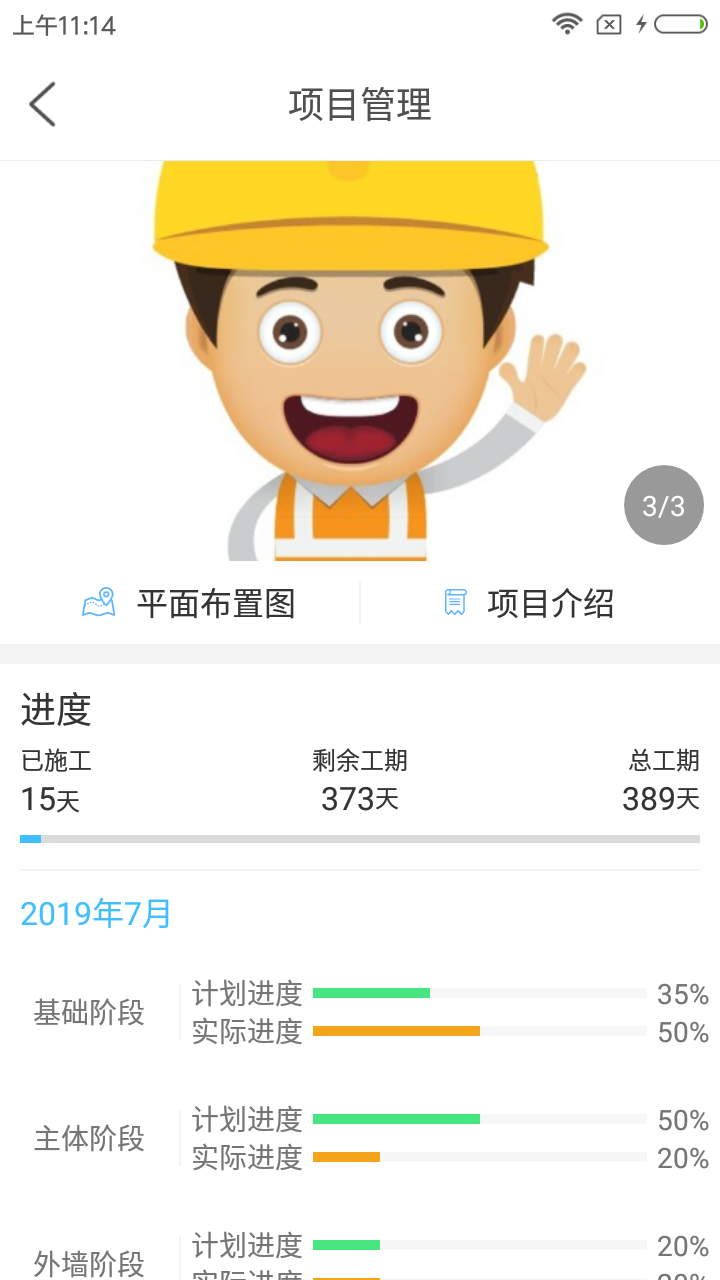 上午11:14
项目管理
3/3
平面布置图 项目介绍
进度
已施工 剩余工期 总工期
15天 373天 389天
2019年7月
计划进度 35%
基础阶段
实际进度 50%
计划进度 50%
主体阶段
实际进度 20%
计划进度 20%
外墙阶段
实际进度